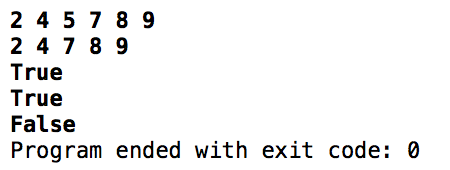 2 4 5 7 8 9
2 4 7 8 9
True
True
False
Program ended with exit code: 0